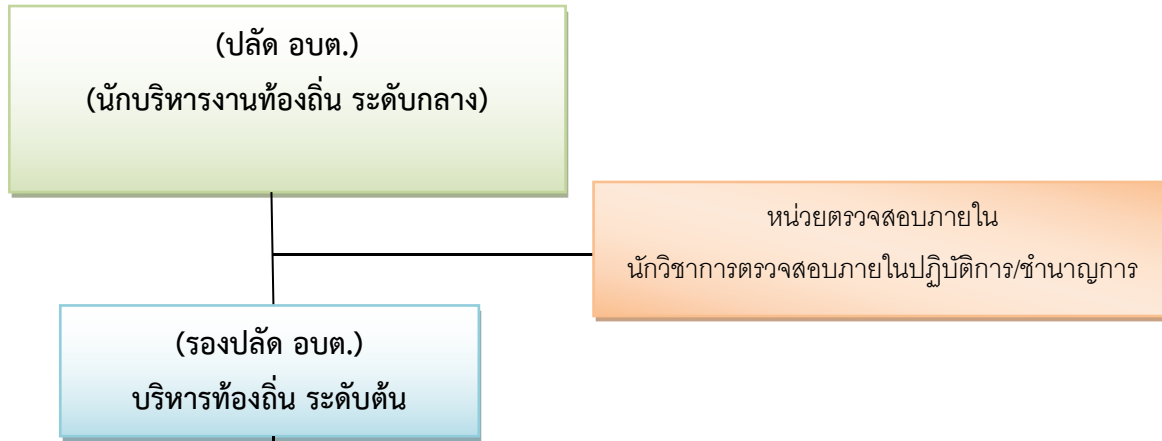 (ปลัด อบต.)
(นักบริหารงานท้องถิ่น ระดับกลาง)
หน่วยตรวจสอบภายใน
นักวิชาการตรวจสอบภายในปฏิบัติการ/ชำนาญการ
(รองปลัด อบต.)
บริหารท้องถิ่น ระดับต้น